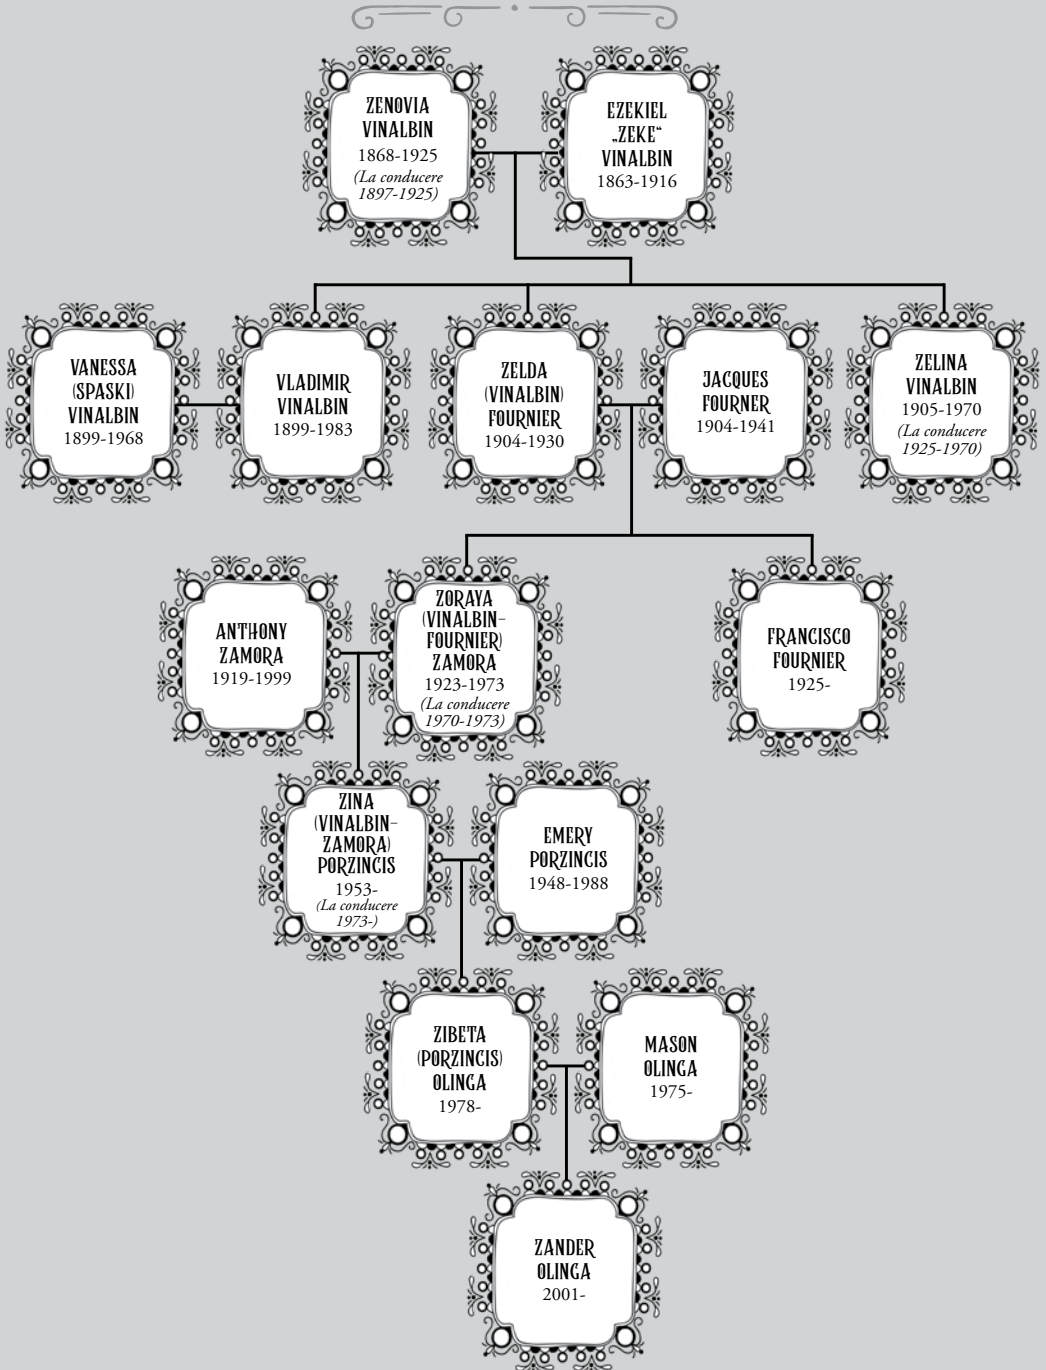 ZENOVIA
VINALBIN
1868-1925
(La conducere
1897-1925)
EZEKIEL
„ZEKE“
VINALBIN
1863-1916
VANESSA
(SPASKI)
VINALBIN
1899-1968
VLADIMIR
VINALBIN
1899-1983
ZELDA
(VINALBIN)
FOURNIER
1904-1930
JACQUES
FOURNER
1904-1941
ZELINA
VINALBIN
1905-1970
(La conducere
1925-1970)
ANTHONY
ZAMORA
1919-1999
ZORAYA
(VINALBIN-
FOURNIER)
ZAMORA
1923-1973
(La conducere
1970-1973)
FRANCISCO
FOURNIER
1925-
ZINA
(VINALBIN-
ZAMORA)
PORZINCIS
1953-
(La conducere
1973-)
EMERY
PORZINCIS
1948-1988
ZIBETA
(PORZINCIS)
OLINGA
1978-
MASON
OLINGA
1975-
ZANDER
OLINGA
2001-